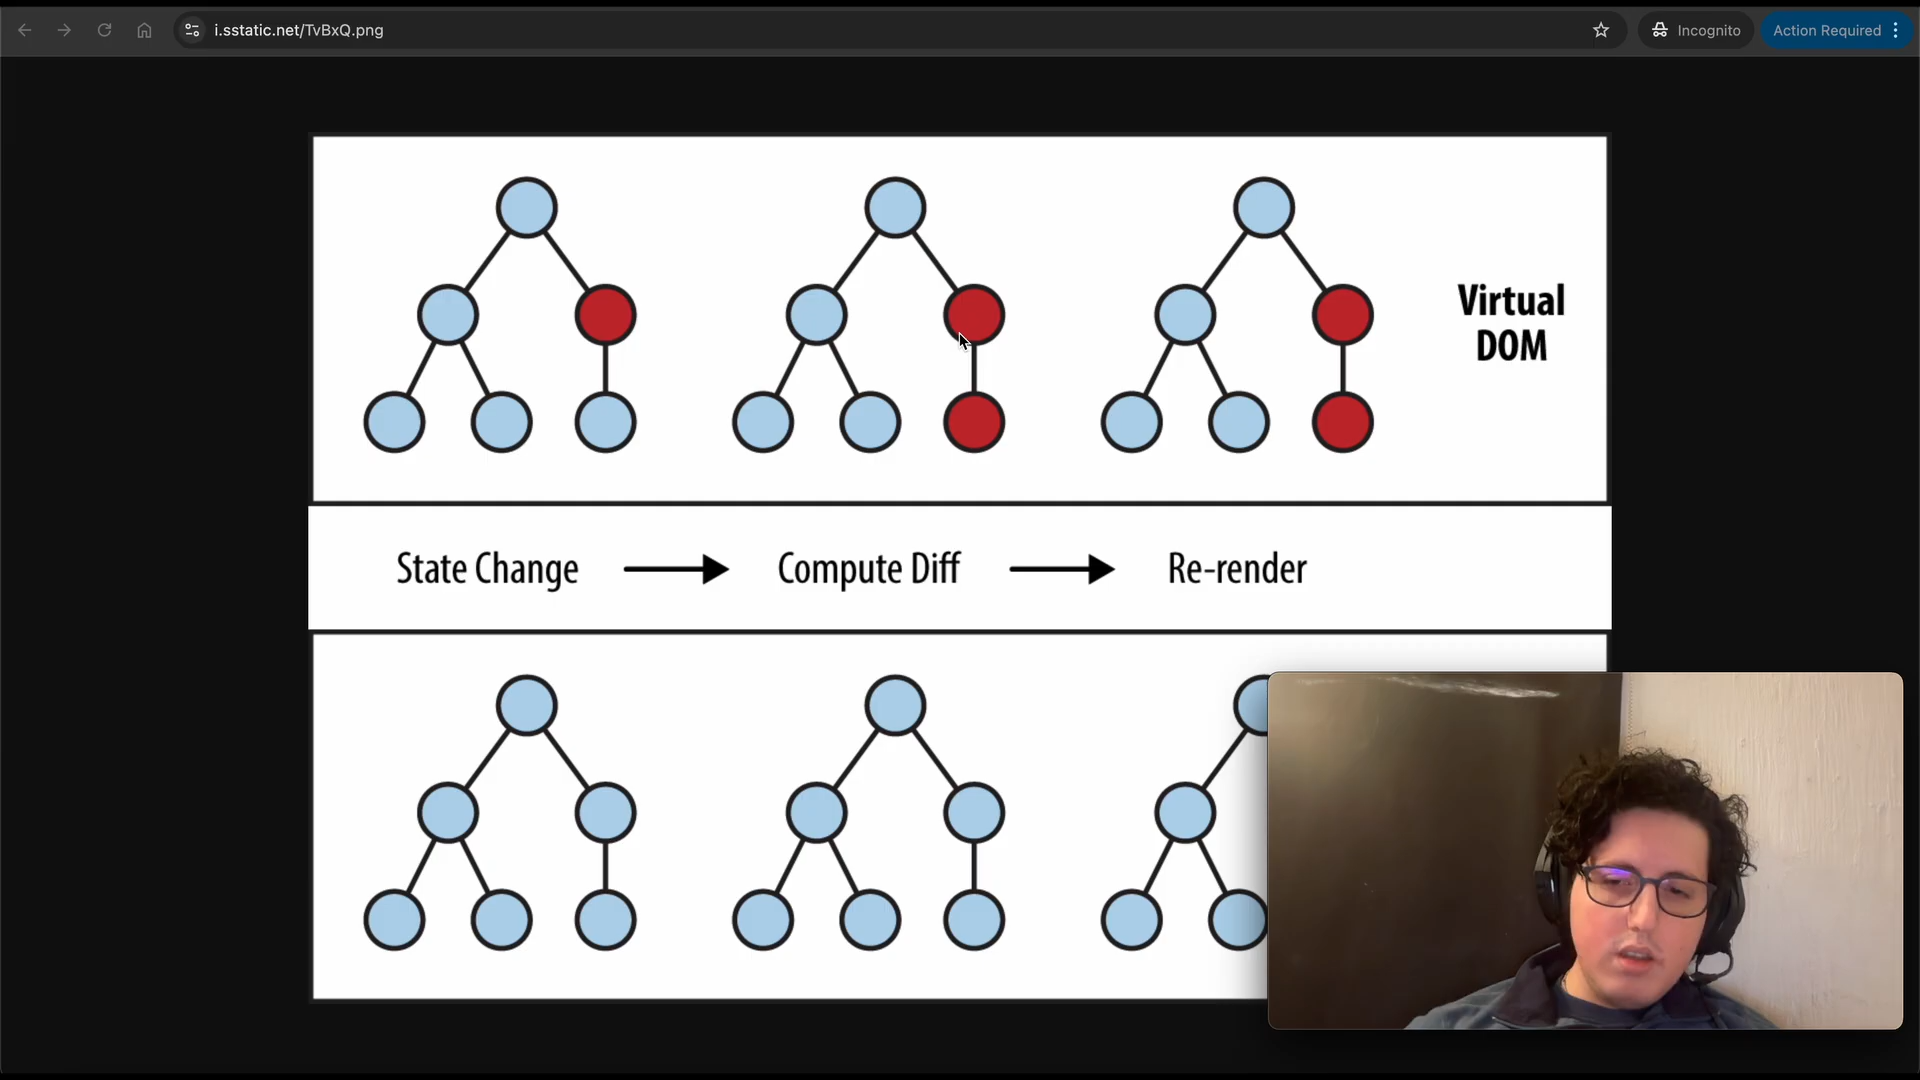 i.sstatic.net/TvBxQ.png
Incognito
Action Required
Virtual
DOM
State Change
Compute Diff
Re-render